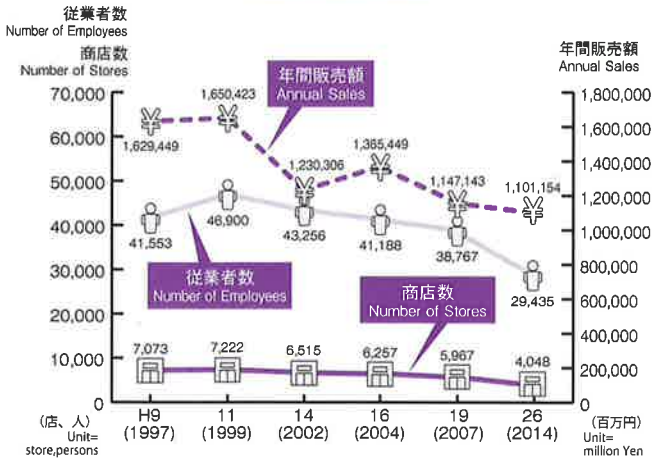 従業者数
Number of Employees
商店数
Number of Stores
年間販売額
Annual Sales
70,000
60,000
50,000
40,000
30,000
20,000
10,000
0
1,800,000
1,600,000
1,400,000
1,200,000
1,000,000
800,000
600,000
400,000
200,000
0
年間販売額
Annual Sales
1,629,449
1,650,423
1,230,306
1,365,449
1,147,143
1,101,154
41,553
46,900
43,256
41,188
38,767
29,435
従業者数
Number of Employees
商店数
Number of Stores
7,073
7,222
6,515
6,257
5,967
4,048
H9
(1997)
11
(1999)
14
(2002)
16
(2004)
19
(2007)
26
(2014)
(店、人)
Unit=
store,persons
(百万円)
Unit=
million Yen